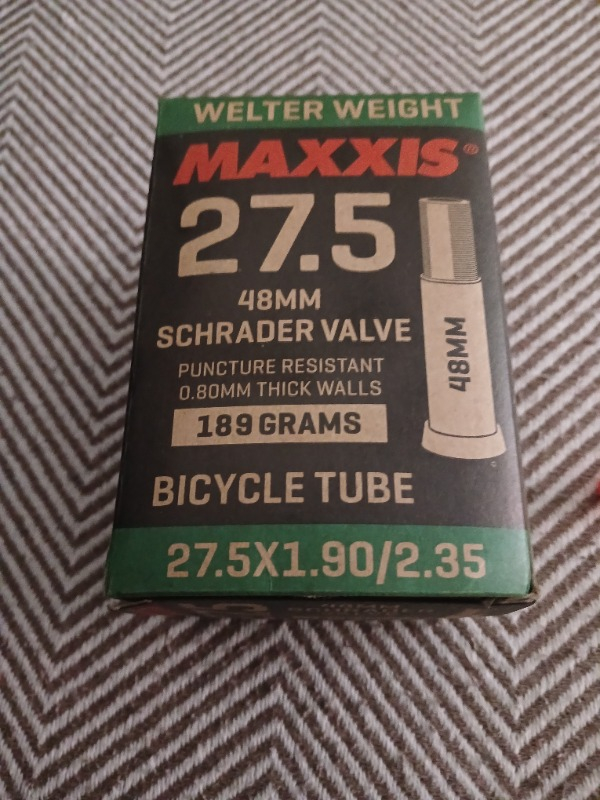 WELTER WEIGHT
MAXXIS®
27.5
48MM
SCHRADER VALVE
PUNCTURE RESISTANT
0.80MM THICK WALLS
189 GRAMS
48MM
BICYCLE TUBE
27.5X1.90/2.35